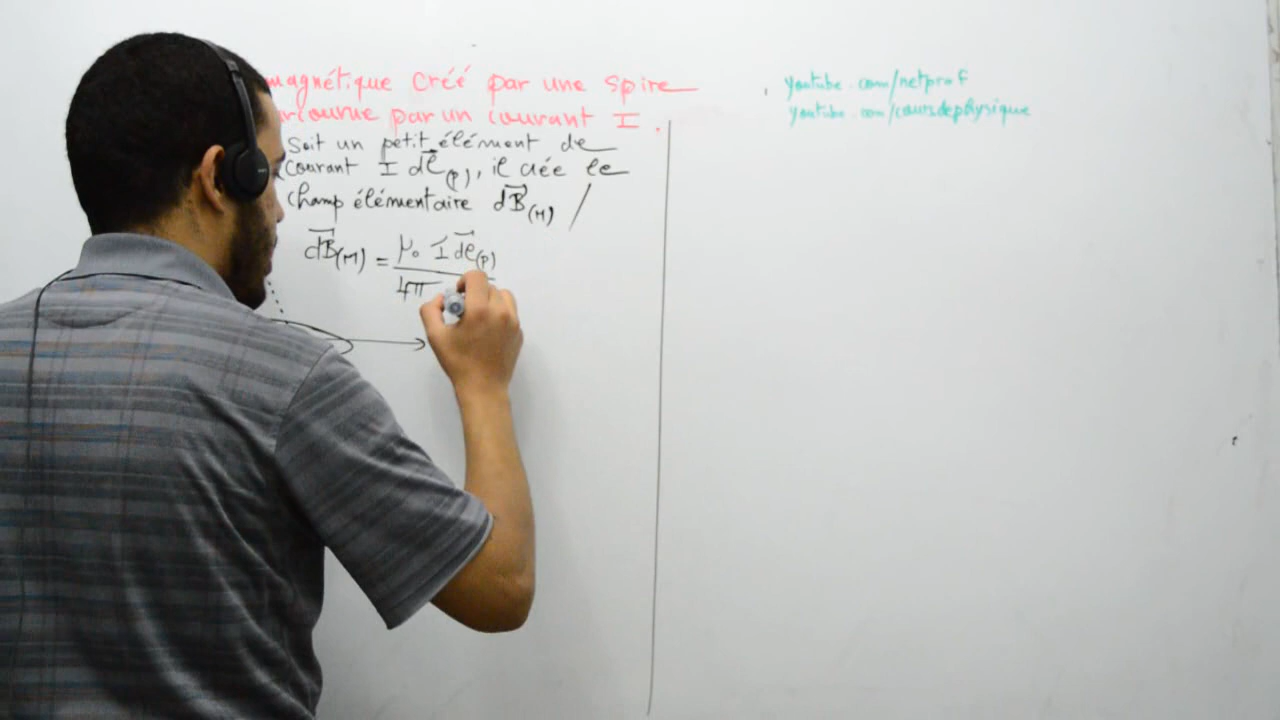 magnétique créé par une spire
rcourue par un courant I.
Soit un petit élément de
courant I dl⃗(P), il crée le
champ élémentaire dB⃗(M) /
dB⃗(M) = μ₀ I dl⃗(P)
4π
youtube.com/netprof
youtube.com/coursdephysique